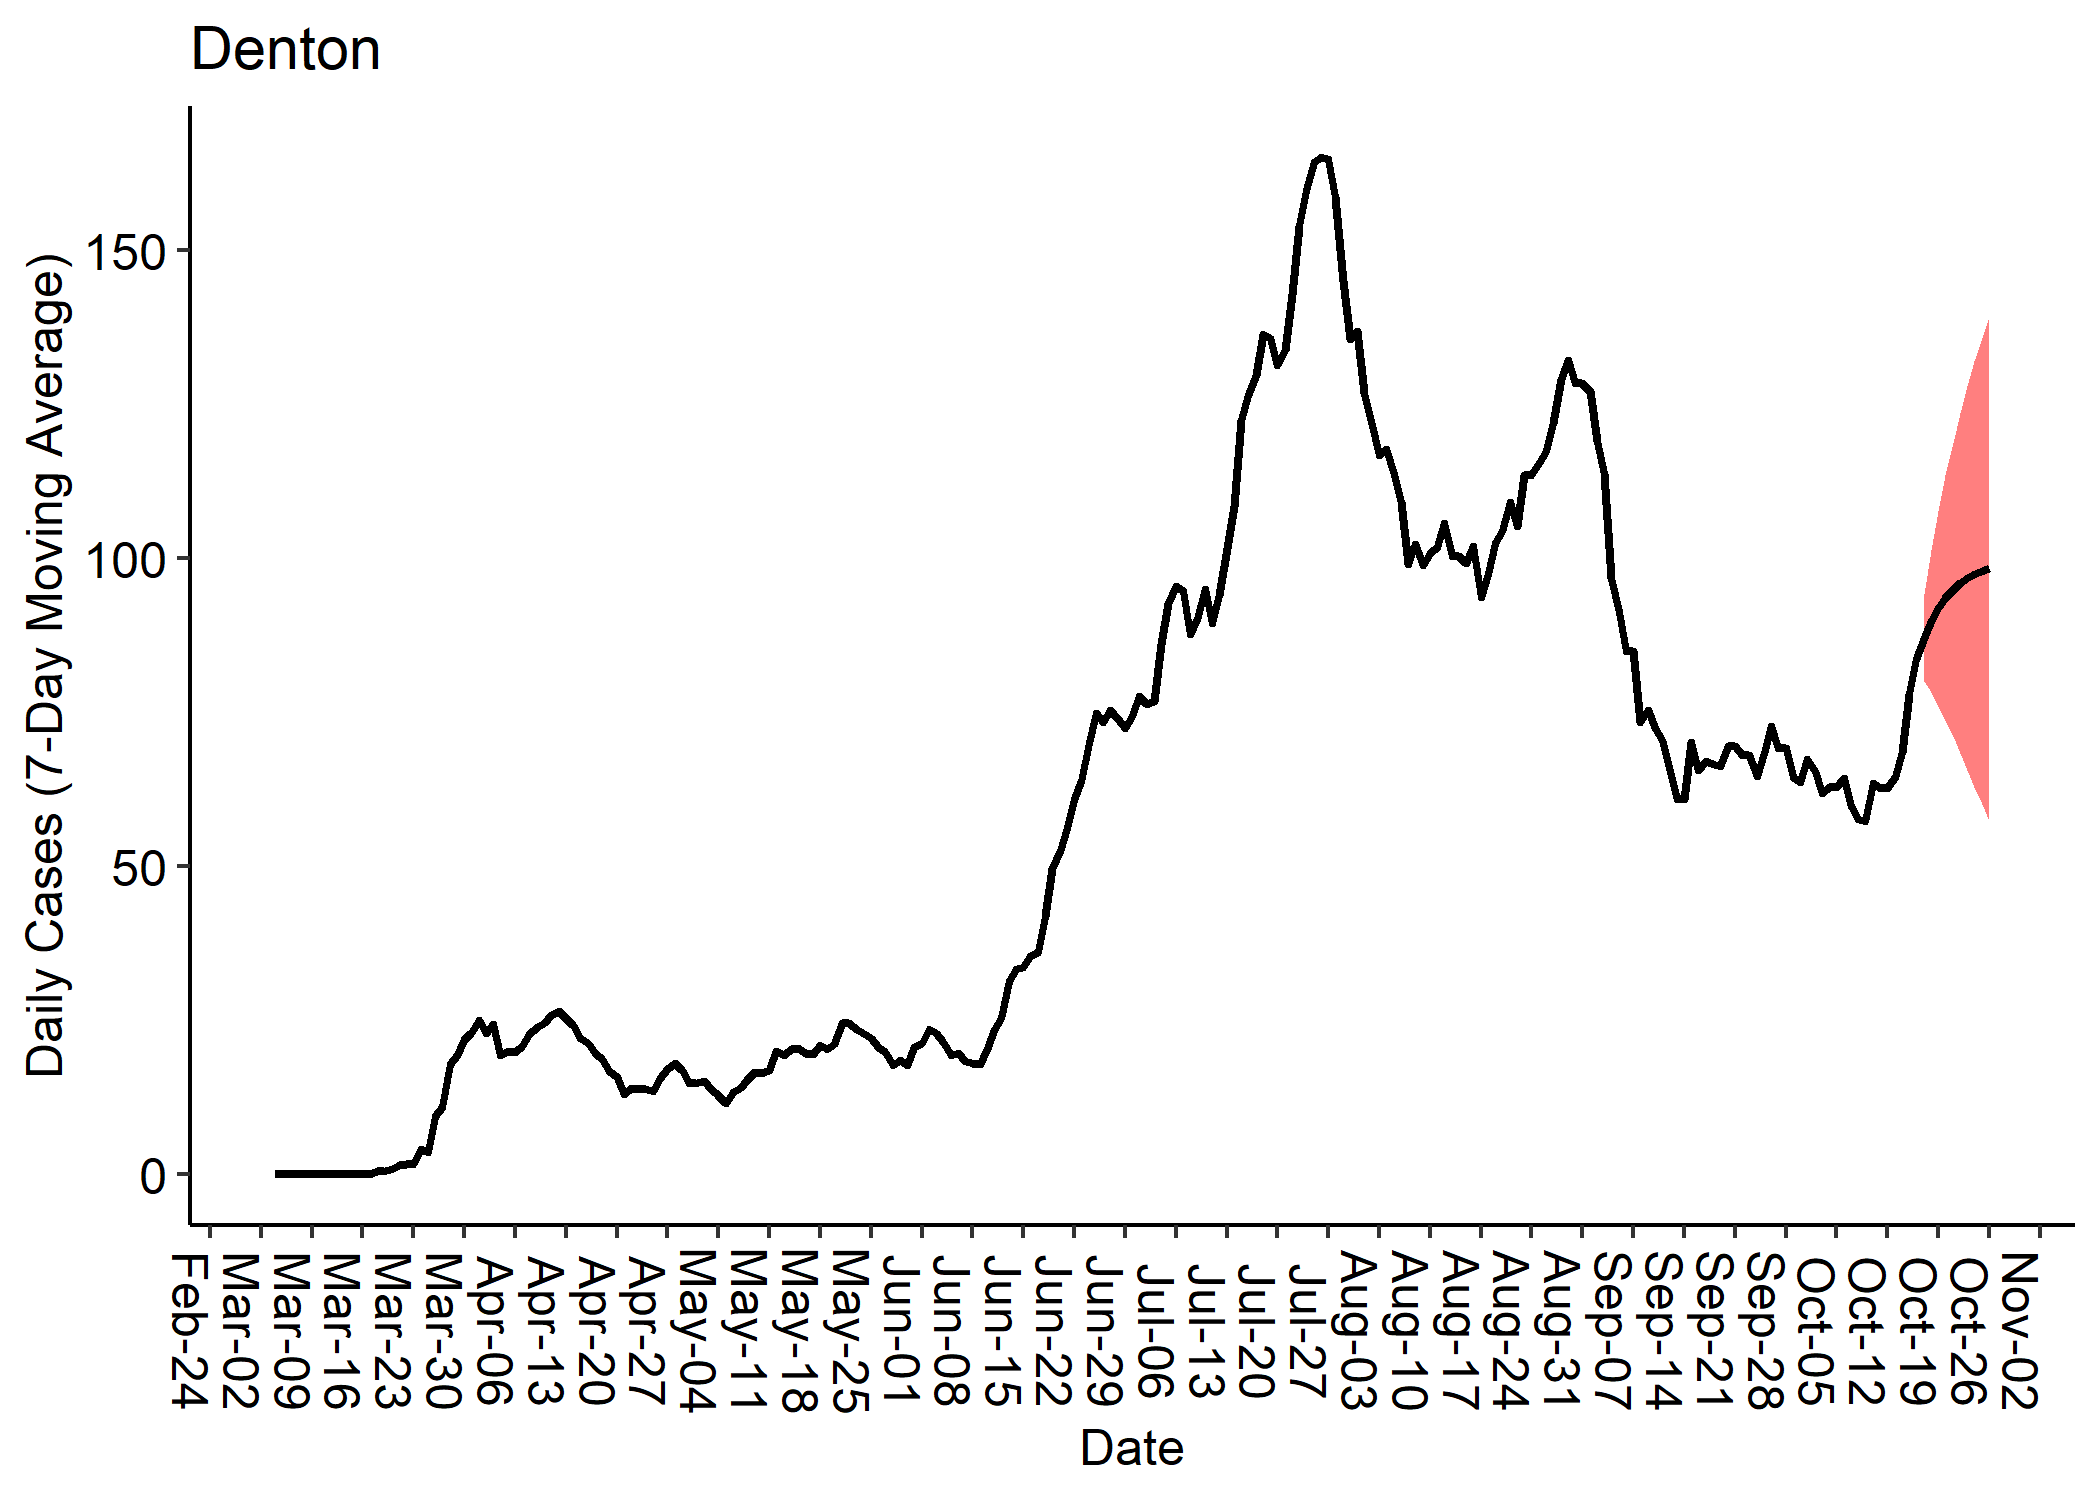 Denton
Daily Cases (7-Day Moving Average)
150
100
50
0
Feb-24
Mar-02
Mar-09
Mar-16
Mar-23
Mar-30
Apr-06
Apr-13
Apr-20
Apr-27
May-04
May-11
May-18
May-25
Jun-01
Jun-08
Jun-15
Jun-22
Jun-29
Jul-06
Jul-13
Jul-20
Jul-27
Aug-03
Aug-10
Aug-17
Aug-24
Aug-31
Sep-07
Sep-14
Sep-21
Sep-28
Oct-05
Oct-12
Oct-19
Oct-26
Nov-02
Date